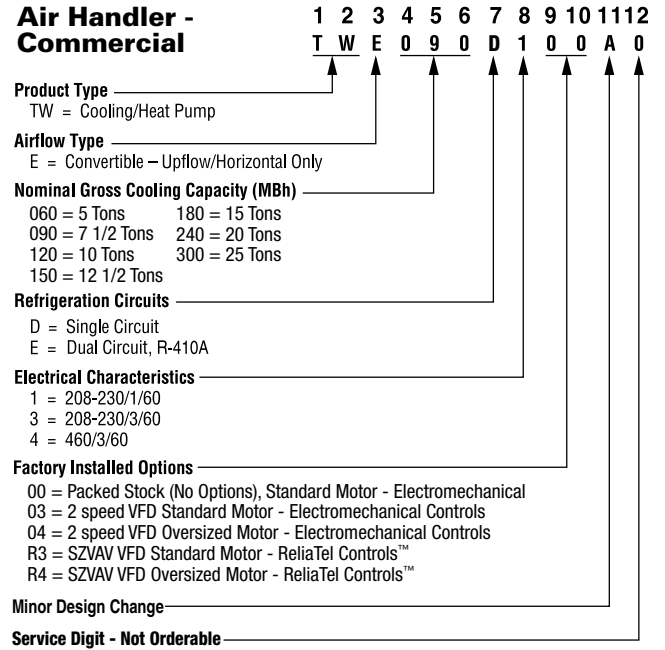 Air Handler - 1 2 3 4 5 6 7 8 9 10 11 12
Commercial T W E 0 9 0 D 1 0 0 A 0
Product Type
TW = Cooling/Heat Pump
Airflow Type
E = Convertible – Upflow/Horizontal Only
Nominal Gross Cooling Capacity (MBh)
060 = 5 Tons 180 = 15 Tons
090 = 7 1/2 Tons 240 = 20 Tons
120 = 10 Tons 300 = 25 Tons
150 = 12 1/2 Tons
Refrigeration Circuits
D = Single Circuit
E = Dual Circuit, R-410A
Electrical Characteristics
1 = 208-230/1/60
3 = 208-230/3/60
4 = 460/3/60
Factory Installed Options
00 = Packed Stock (No Options), Standard Motor - Electromechanical
03 = 2 speed VFD Standard Motor - Electromechanical Controls
04 = 2 speed VFD Oversized Motor - Electromechanical Controls
R3 = SZVAV VFD Standard Motor - ReliaTel Controls™
R4 = SZVAV VFD Oversized Motor - ReliaTel Controls™
Minor Design Change
Service Digit - Not Orderable